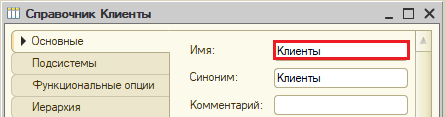 Справочник Клиенты
Основные
Подсистемы
Функциональные опции
Иерархия
Имя: Клиенты
Синоним: Клиенты
Комментарий: